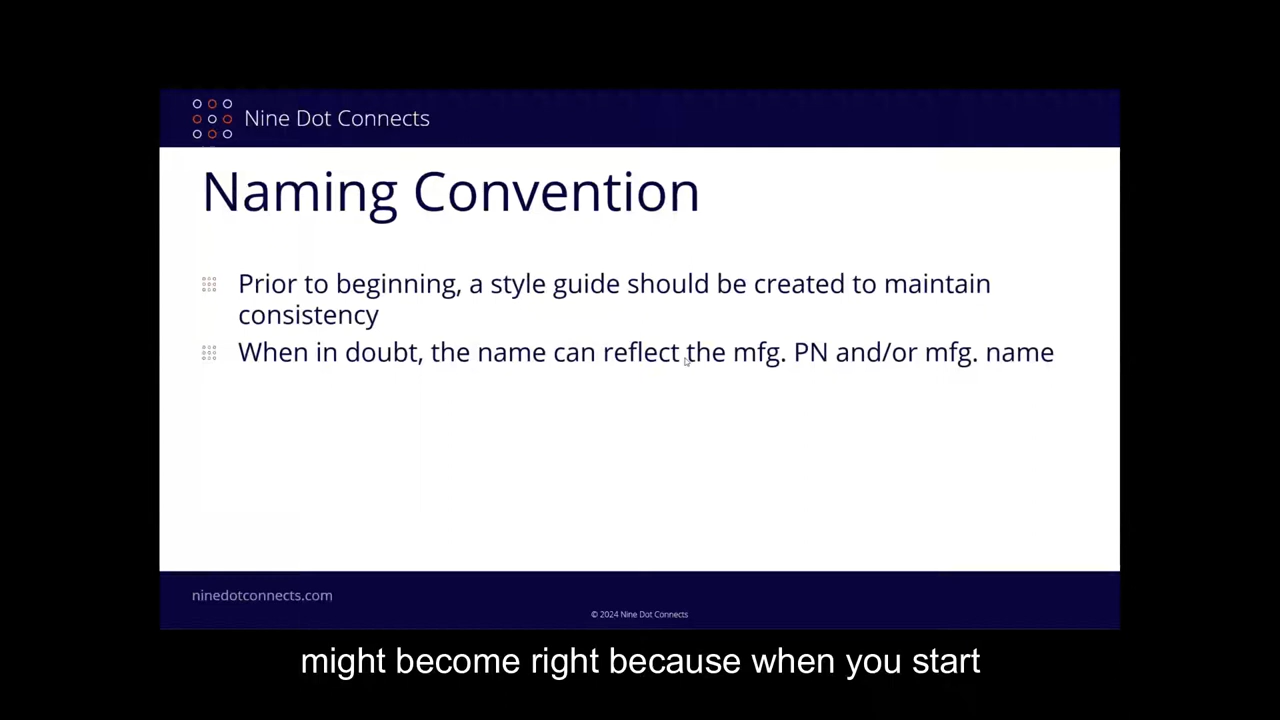 Nine Dot Connects
Naming Convention
Prior to beginning, a style guide should be created to maintain
consistency
When in doubt, the name can reflect the mfg. PN and/or mfg. name
ninedotconnects.com
© 2024 Nine Dot Connects
might become right because when you start